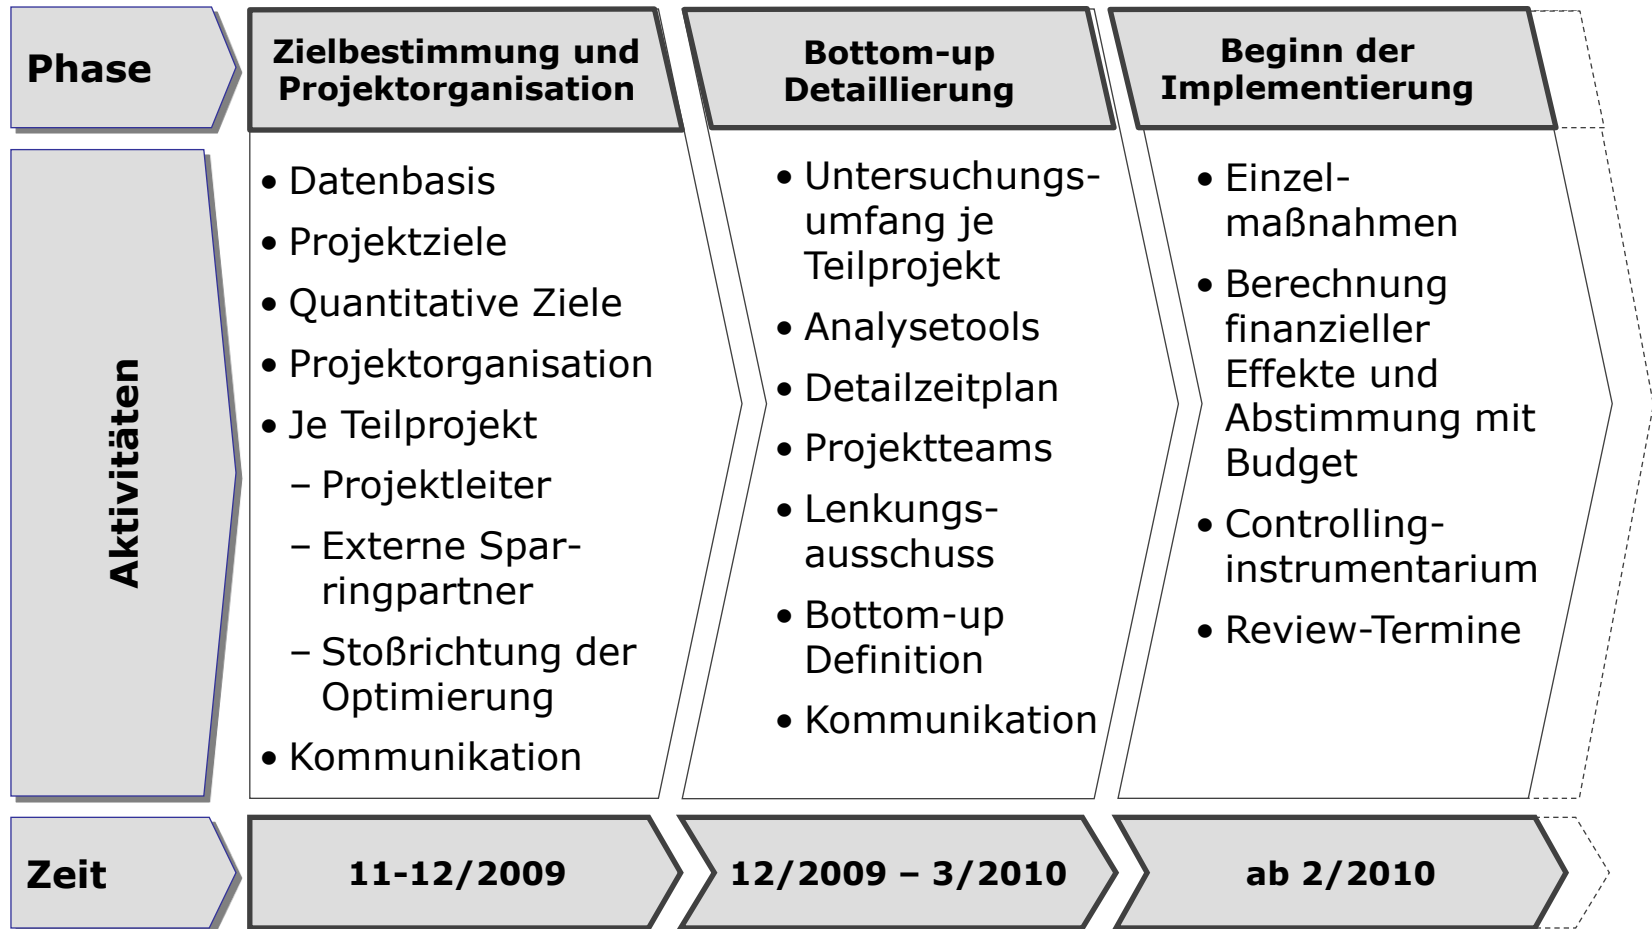 Phase
Zielbestimmung und
Projektorganisation
Bottom-up
Detaillierung
Beginn der
Implementierung
Aktivitäten
• Datenbasis
• Projektziele
• Quantitative Ziele
• Projektorganisation
• Je Teilprojekt
– Projektleiter
– Externe Spar-
ringpartner
– Stoßrichtung der
Optimierung
• Kommunikation
• Untersuchungs-
umfang je
Teilprojekt
• Analysetools
• Detailzeitplan
• Projektteams
• Lenkungs-
ausschuss
• Bottom-up
Definition
• Kommunikation
• Einzel-
maßnahmen
• Berechnung
finanzieller
Effekte und
Abstimmung mit
Budget
• Controlling-
instrumentarium
• Review-Termine
Zeit
11-12/2009
12/2009 – 3/2010
ab 2/2010